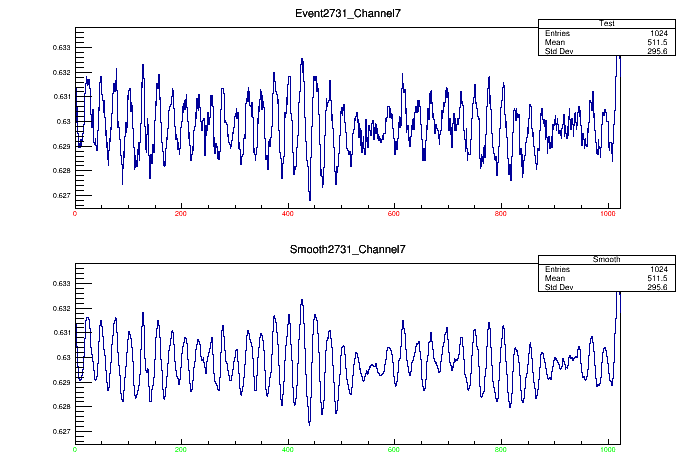 Event2731_Channel7
Test
Entries 1024
Mean 511.5
Std Dev 295.6
0.633
0.632
0.631
0.63
0.629
0.628
0.627
0 200 400 600 800 1000
Smooth2731_Channel7
Smooth
Entries 1024
Mean 511.5
Std Dev 295.6
0.633
0.632
0.631
0.63
0.629
0.628
0.627
0 200 400 600 800 1000